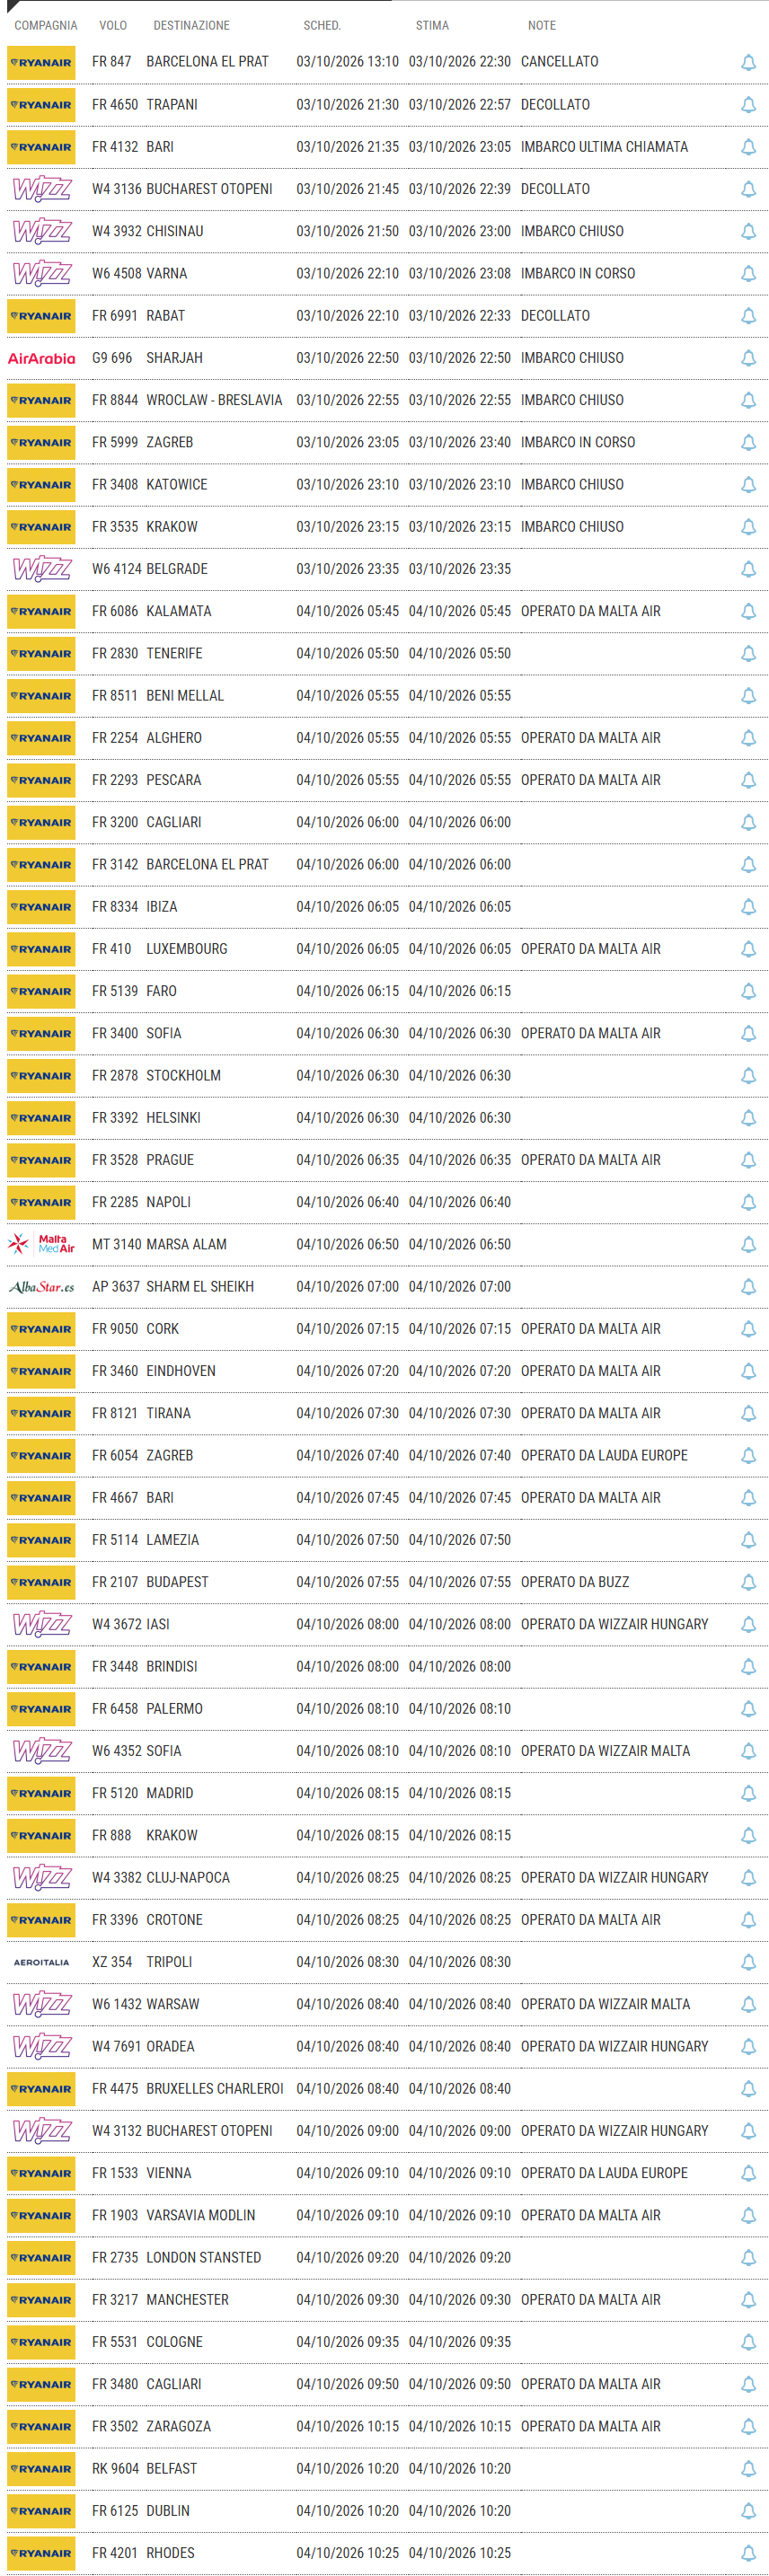 COMPAGNIA VOLO DESTINAZIONE SCHED. STIMA NOTE
RYANAIR FR 847 BARCELONA EL PRAT 03/10/2026 13:10 03/10/2026 22:30 CANCELLATO
RYANAIR FR 4650 TRAPANI 03/10/2026 21:30 03/10/2026 22:57 DECOLLATO
RYANAIR FR 4132 BARI 03/10/2026 21:35 03/10/2026 23:05 IMBARCO ULTIMA CHIAMATA
WIZZ W4 3136 BUCHAREST OTOPENI 03/10/2026 21:45 03/10/2026 22:39 DECOLLATO
WIZZ W4 3932 CHISINAU 03/10/2026 21:50 03/10/2026 23:00 IMBARCO CHIUSO
WIZZ W6 4508 VARNA 03/10/2026 22:10 03/10/2026 23:08 IMBARCO IN CORSO
RYANAIR FR 6991 RABAT 03/10/2026 22:10 03/10/2026 22:33 DECOLLATO
AirArabia G9 696 SHARJAH 03/10/2026 22:50 03/10/2026 22:50 IMBARCO CHIUSO
RYANAIR FR 8844 WROCLAW - BRESLAVIA 03/10/2026 22:55 03/10/2026 22:55 IMBARCO CHIUSO
RYANAIR FR 5999 ZAGREB 03/10/2026 23:05 03/10/2026 23:40 IMBARCO IN CORSO
RYANAIR FR 3408 KATOWICE 03/10/2026 23:10 03/10/2026 23:10 IMBARCO CHIUSO
RYANAIR FR 3535 KRAKOW 03/10/2026 23:15 03/10/2026 23:15 IMBARCO CHIUSO
WIZZ W6 4124 BELGRADE 03/10/2026 23:35 03/10/2026 23:35
RYANAIR FR 6086 KALAMATA 04/10/2026 05:45 04/10/2026 05:45 OPERATO DA MALTA AIR
RYANAIR FR 2830 TENERIFE 04/10/2026 05:50 04/10/2026 05:50
RYANAIR FR 8511 BENI MELLAL 04/10/2026 05:55 04/10/2026 05:55
RYANAIR FR 2254 ALGHERO 04/10/2026 05:55 04/10/2026 05:55 OPERATO DA MALTA AIR
RYANAIR FR 2293 PESCARA 04/10/2026 05:55 04/10/2026 05:55 OPERATO DA MALTA AIR
RYANAIR FR 3200 CAGLIARI 04/10/2026 06:00 04/10/2026 06:00
RYANAIR FR 3142 BARCELONA EL PRAT 04/10/2026 06:00 04/10/2026 06:00
RYANAIR FR 8334 IBIZA 04/10/2026 06:05 04/10/2026 06:05
RYANAIR FR 410 LUXEMBOURG 04/10/2026 06:05 04/10/2026 06:05 OPERATO DA MALTA AIR
RYANAIR FR 5139 FARO 04/10/2026 06:15 04/10/2026 06:15
RYANAIR FR 3400 SOFIA 04/10/2026 06:30 04/10/2026 06:30 OPERATO DA MALTA AIR
RYANAIR FR 2878 STOCKHOLM 04/10/2026 06:30 04/10/2026 06:30
RYANAIR FR 3392 HELSINKI 04/10/2026 06:30 04/10/2026 06:30
RYANAIR FR 3528 PRAGUE 04/10/2026 06:35 04/10/2026 06:35 OPERATO DA MALTA AIR
RYANAIR FR 2285 NAPOLI 04/10/2026 06:40 04/10/2026 06:40
Malta MedAir MT 3140 MARSA ALAM 04/10/2026 06:50 04/10/2026 06:50
AlbaStar.es AP 3637 SHARM EL SHEIKH 04/10/2026 07:00 04/10/2026 07:00
RYANAIR FR 9050 CORK 04/10/2026 07:15 04/10/2026 07:15 OPERATO DA MALTA AIR
RYANAIR FR 3460 EINDHOVEN 04/10/2026 07:20 04/10/2026 07:20 OPERATO DA MALTA AIR
RYANAIR FR 8121 TIRANA 04/10/2026 07:30 04/10/2026 07:30 OPERATO DA MALTA AIR
RYANAIR FR 6054 ZAGREB 04/10/2026 07:40 04/10/2026 07:40 OPERATO DA LAUDA EUROPE
RYANAIR FR 4667 BARI 04/10/2026 07:45 04/10/2026 07:45 OPERATO DA MALTA AIR
RYANAIR FR 5114 LAMEZIA 04/10/2026 07:50 04/10/2026 07:50
RYANAIR FR 2107 BUDAPEST 04/10/2026 07:55 04/10/2026 07:55 OPERATO DA BUZZ
WIZZ W4 3672 IASI 04/10/2026 08:00 04/10/2026 08:00 OPERATO DA WIZZAIR HUNGARY
RYANAIR FR 3448 BRINDISI 04/10/2026 08:00 04/10/2026 08:00
RYANAIR FR 6458 PALERMO 04/10/2026 08:10 04/10/2026 08:10
WIZZ W6 4352 SOFIA 04/10/2026 08:10 04/10/2026 08:10 OPERATO DA WIZZAIR MALTA
RYANAIR FR 5120 MADRID 04/10/2026 08:15 04/10/2026 08:15
RYANAIR FR 888 KRAKOW 04/10/2026 08:15 04/10/2026 08:15
WIZZ W4 3382 CLUJ-NAPOCA 04/10/2026 08:25 04/10/2026 08:25 OPERATO DA WIZZAIR HUNGARY
RYANAIR FR 3396 CROTONE 04/10/2026 08:25 04/10/2026 08:25 OPERATO DA MALTA AIR
AEROITALIA XZ 354 TRIPOLI 04/10/2026 08:30 04/10/2026 08:30
WIZZ W6 1432 WARSAW 04/10/2026 08:40 04/10/2026 08:40 OPERATO DA WIZZAIR MALTA
WIZZ W4 7691 ORADEA 04/10/2026 08:40 04/10/2026 08:40 OPERATO DA WIZZAIR HUNGARY
RYANAIR FR 4475 BRUXELLES CHARLEROI 04/10/2026 08:40 04/10/2026 08:40
WIZZ W4 3132 BUCHAREST OTOPENI 04/10/2026 09:00 04/10/2026 09:00 OPERATO DA WIZZAIR HUNGARY
RYANAIR FR 1533 VIENNA 04/10/2026 09:10 04/10/2026 09:10 OPERATO DA LAUDA EUROPE
RYANAIR FR 1903 VARSAVIA MODLIN 04/10/2026 09:10 04/10/2026 09:10 OPERATO DA MALTA AIR
RYANAIR FR 2735 LONDON STANSTED 04/10/2026 09:20 04/10/2026 09:20
RYANAIR FR 3217 MANCHESTER 04/10/2026 09:30 04/10/2026 09:30 OPERATO DA MALTA AIR
RYANAIR FR 5531 COLOGNE 04/10/2026 09:35 04/10/2026 09:35
RYANAIR FR 3480 CAGLIARI 04/10/2026 09:50 04/10/2026 09:50 OPERATO DA MALTA AIR
RYANAIR FR 3502 ZARAGOZA 04/10/2026 10:15 04/10/2026 10:15 OPERATO DA MALTA AIR
RYANAIR RK 9604 BELFAST 04/10/2026 10:20 04/10/2026 10:20
RYANAIR FR 6125 DUBLIN 04/10/2026 10:20 04/10/2026 10:20
RYANAIR FR 4201 RHODES 04/10/2026 10:25 04/10/2026 10:25